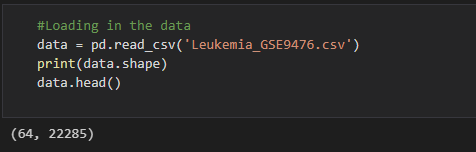 #Loading in the data
data = pd.read_csv('Leukemia_GSE9476.csv')
print(data.shape)
data.head()
(64, 22285)